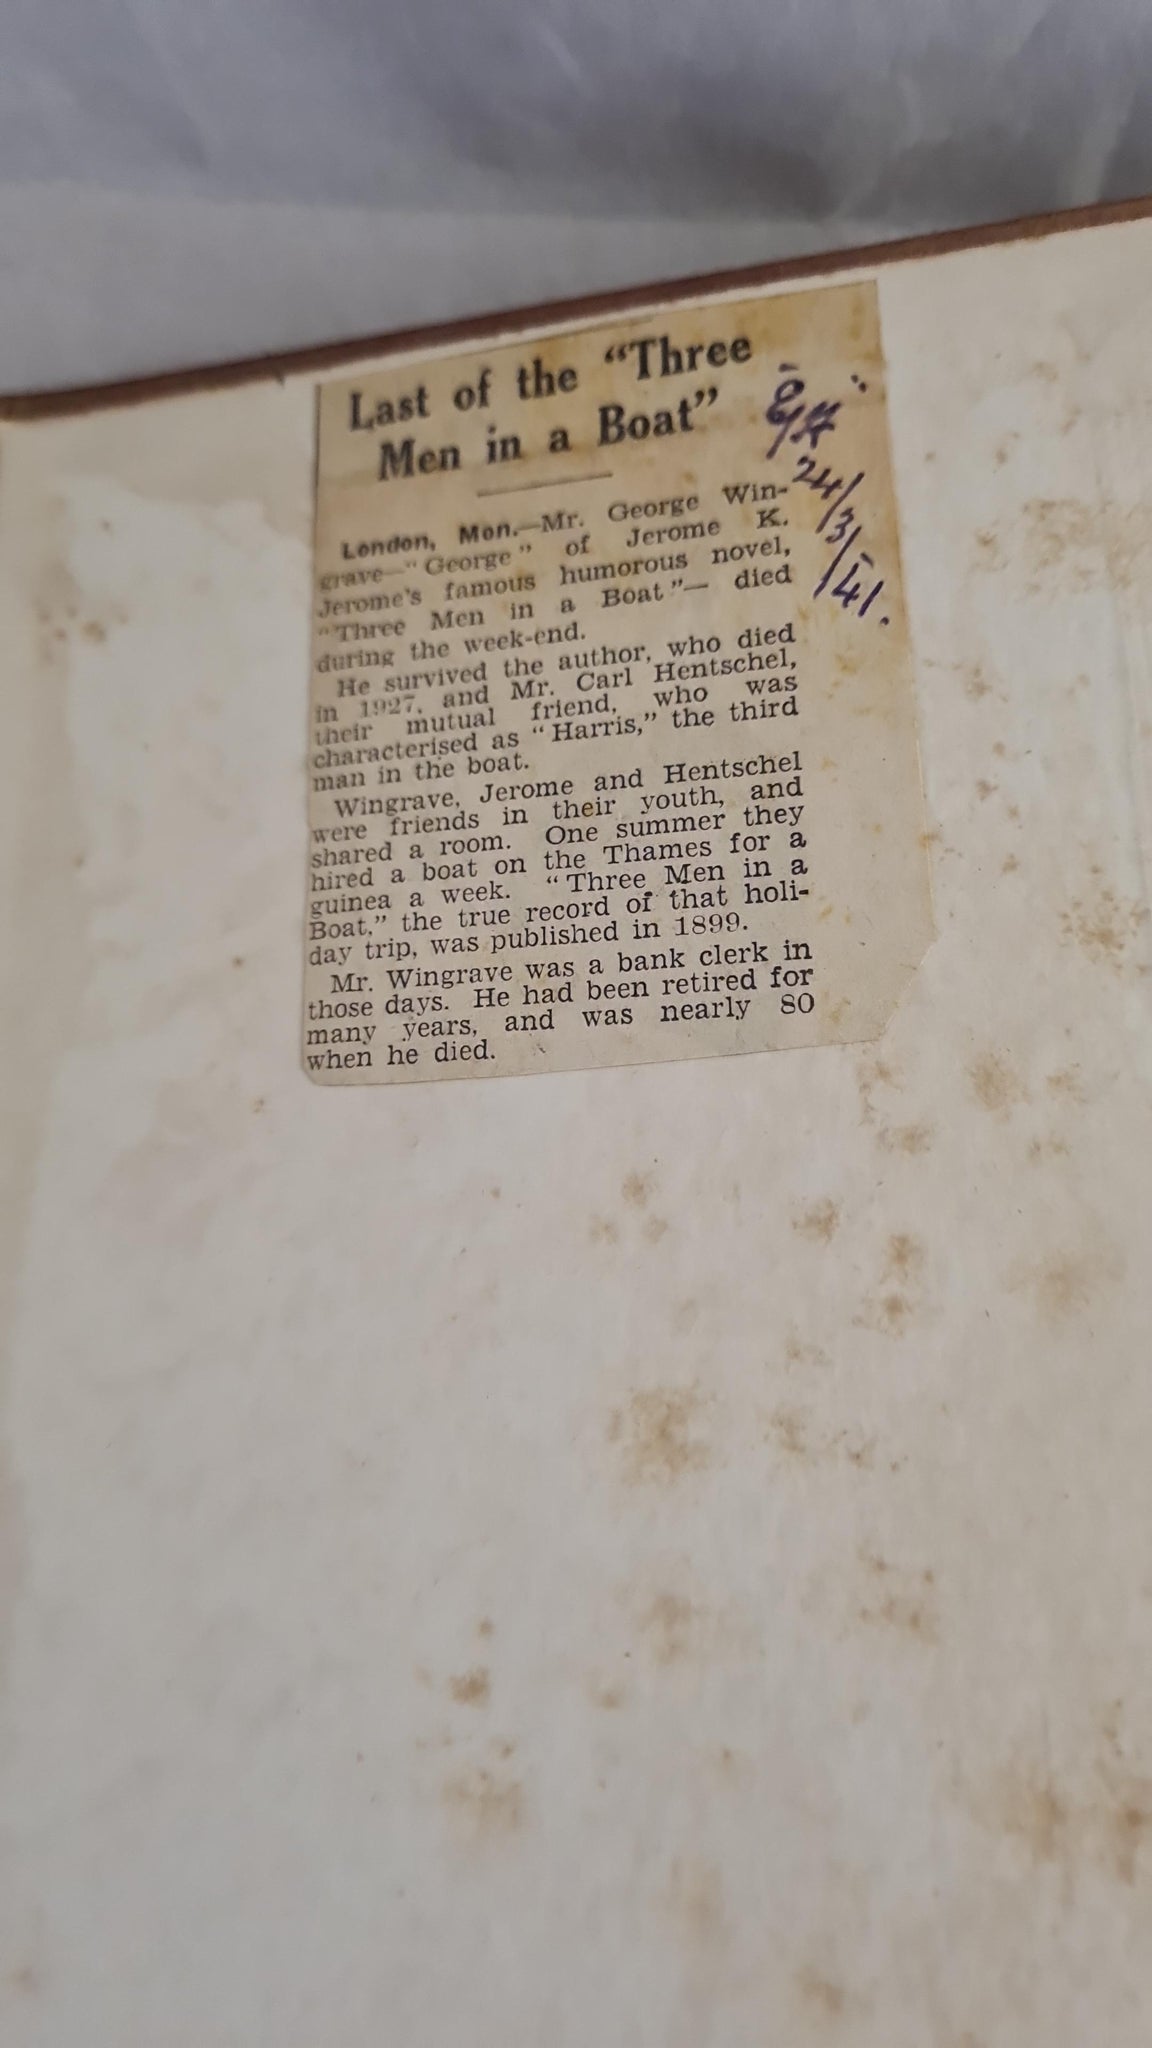 Last of the "Three
Men in a Boat"
24/3/41.
London, Mon.—Mr. George Win-
grave—"George" of Jerome K.
Jerome's famous humorous novel,
"Three Men in a Boat"— died
during the week-end.
He survived the author, who died
in 1927, and Mr. Carl Hentschel,
their mutual friend, who was
characterised as "Harris," the third
man in the boat.
Wingrave, Jerome and Hentschel
were friends in their youth, and
shared a room. One summer they
hired a boat on the Thames for a
guinea a week. "Three Men in a
Boat," the true record of that holi-
day trip, was published in 1899.
Mr. Wingrave was a bank clerk in
those days. He had been retired for
many years, and was nearly 80
when he died.